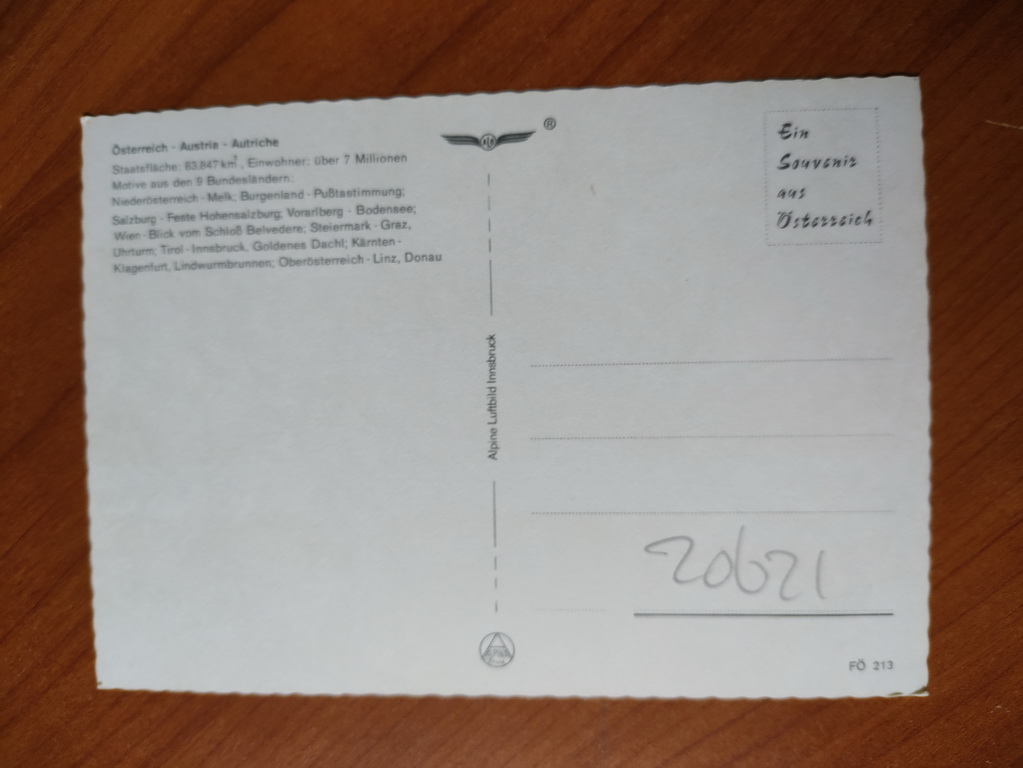 Österreich - Austria - Autriche
Staatsfläche: 83.847 km², Einwohner: über 7 Millionen
Motive aus den 9 Bundesländern:
Niederösterreich - Melk; Burgenland - Pußtastimmung;
Salzburg - Feste Hohensalzburg; Vorarlberg - Bodensee;
Wien - Blick vom Schloß Belvedere; Steiermark - Graz,
Uhrturm; Tirol - Innsbruck, Goldenes Dachl; Kärnten -
Klagenfurt, Lindwurmbrunnen; Oberösterreich - Linz, Donau
®
Ein
Souvenir
aus
Österreich
Alpine Luftbild Innsbruck
20621
FÖ 213